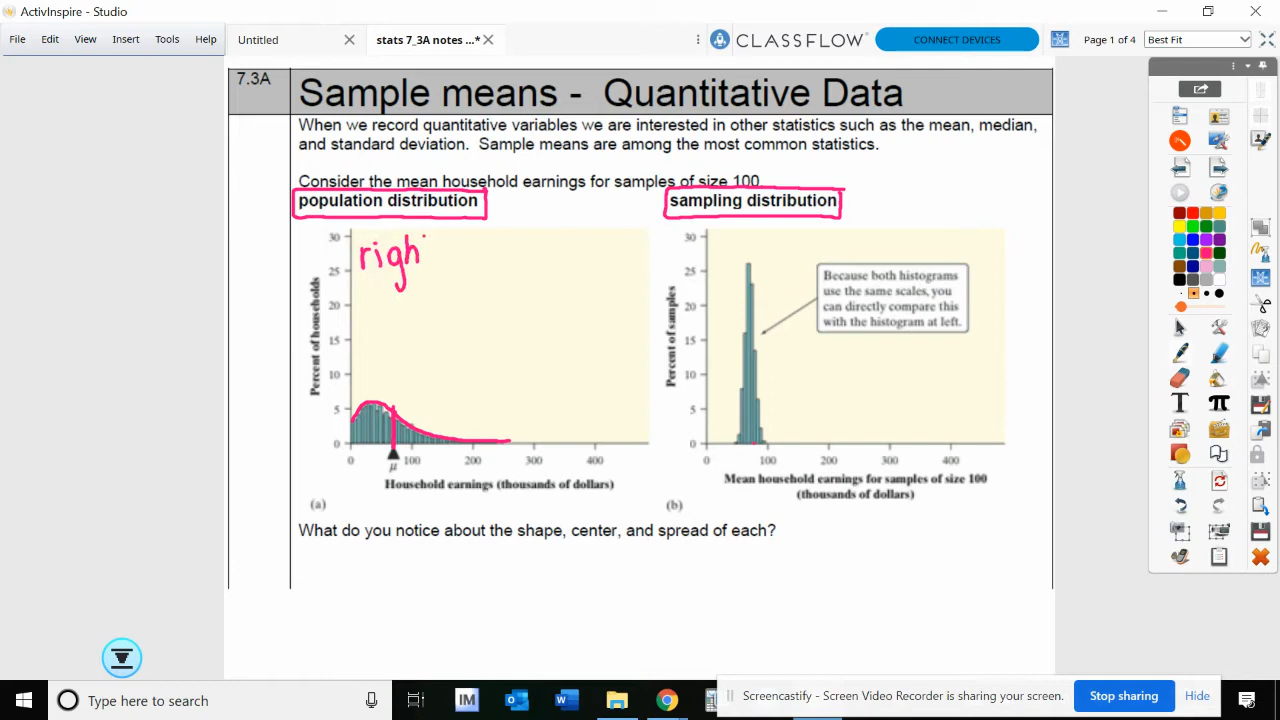 ActivInspire - Studio
File Edit View Insert Tools Help
Untitled
stats 7_3A notes ...*
CLASSFLOW
CONNECT DEVICES
Page 1 of 4
Best Fit
7.3A
Sample means - Quantitative Data
When we record quantitative variables we are interested in other statistics such as the mean, median,
and standard deviation. Sample means are among the most common statistics.
Consider the mean household earnings for samples of size 100
population distribution
sampling distribution
righ
30
25
20
15
10
5
0
Percent of households
0 100 200 300 400
μ
Household earnings (thousands of dollars)
(a)
30
25
20
15
10
5
0
Percent of samples
Because both histograms
use the same scales, you
can directly compare this
with the histogram at left.
0 100 200 300 400
Mean household earnings for samples of size 100
(thousands of dollars)
(b)
What do you notice about the shape, center, and spread of each?
Type here to search
IM
Screencastify - Screen Video Recorder is sharing your screen.
Stop sharing
Hide